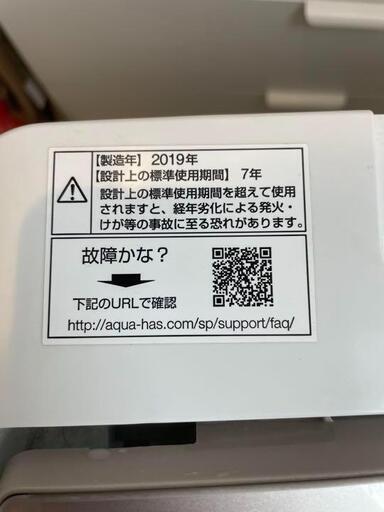 【製造年】 2019年
【設計上の標準使用期間】 7年
設計上の標準使用期間を超えて使用
されますと、経年劣化による発火・
けが等の事故に至る恐れがあります。
故障かな？
下記のURLで確認
http://aqua-has.com/sp/support/faq/